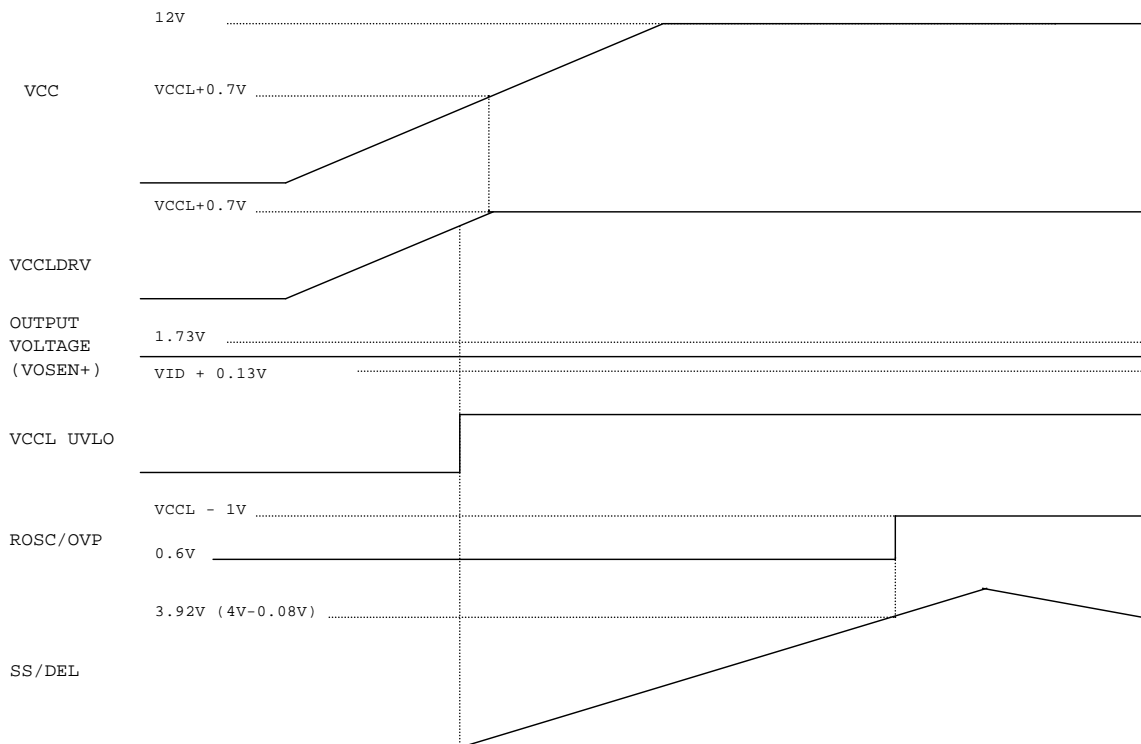 12V
VCC
VCCL+0.7V
VCCL+0.7V
VCCLDRV
OUTPUT
VOLTAGE
(VOSEN+)
1.73V
VID + 0.13V
VCCL UVLO
VCCL - 1V
ROSC/OVP
0.6V
3.92V (4V-0.08V)
SS/DEL